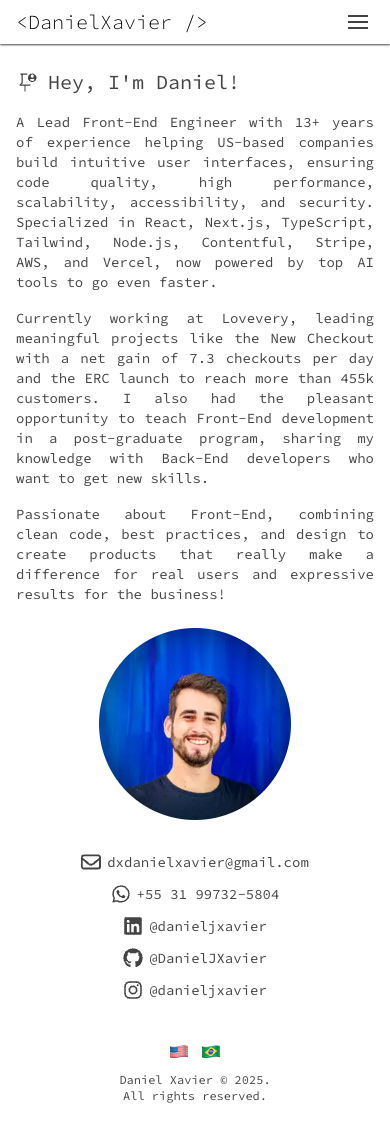 <DanielXavier />
Hey, I'm Daniel!
A Lead Front-End Engineer with 13+ years
of experience helping US-based companies
build intuitive user interfaces, ensuring
code quality, high performance,
scalability, accessibility, and security.
Specialized in React, Next.js, TypeScript,
Tailwind, Node.js, Contentful, Stripe,
AWS, and Vercel, now powered by top AI
tools to go even faster.
Currently working at Lovevery, leading
meaningful projects like the New Checkout
with a net gain of 7.3 checkouts per day
and the ERC launch to reach more than 455k
customers. I also had the pleasant
opportunity to teach Front-End development
in a post-graduate program, sharing my
knowledge with Back-End developers who
want to get new skills.
Passionate about Front-End, combining
clean code, best practices, and design to
create products that really make a
difference for real users and expressive
results for the business!
dxdanielxavier@gmail.com
+55 31 99732-5804
@danieljxavier
@DanielJXavier
@danieljxavier
Daniel Xavier © 2025.
All rights reserved.